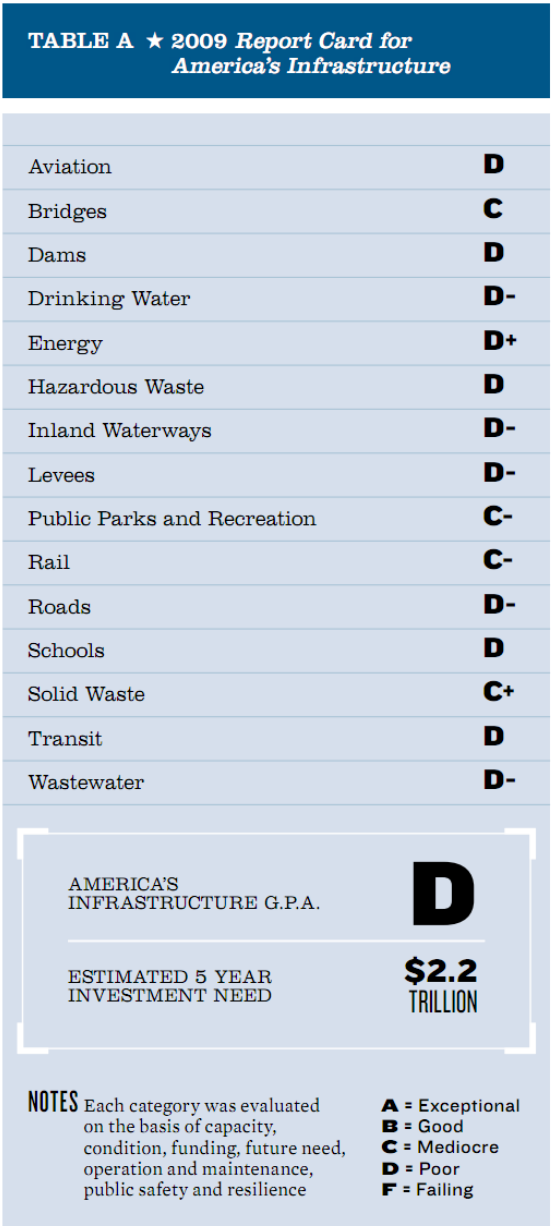 TABLE A ★ 2009 Report Card for
America's Infrastructure
Aviation D
Bridges C
Dams D
Drinking Water D-
Energy D+
Hazardous Waste D
Inland Waterways D-
Levees D-
Public Parks and Recreation C-
Rail C-
Roads D-
Schools D
Solid Waste C+
Transit D
Wastewater D-
AMERICA'S
INFRASTRUCTURE G.P.A.
D
ESTIMATED 5 YEAR
INVESTMENT NEED
$2.2
TRILLION
NOTES Each category was evaluated
on the basis of capacity,
condition, funding, future need,
operation and maintenance,
public safety and resilience
A = Exceptional
B = Good
C = Mediocre
D = Poor
F = Failing